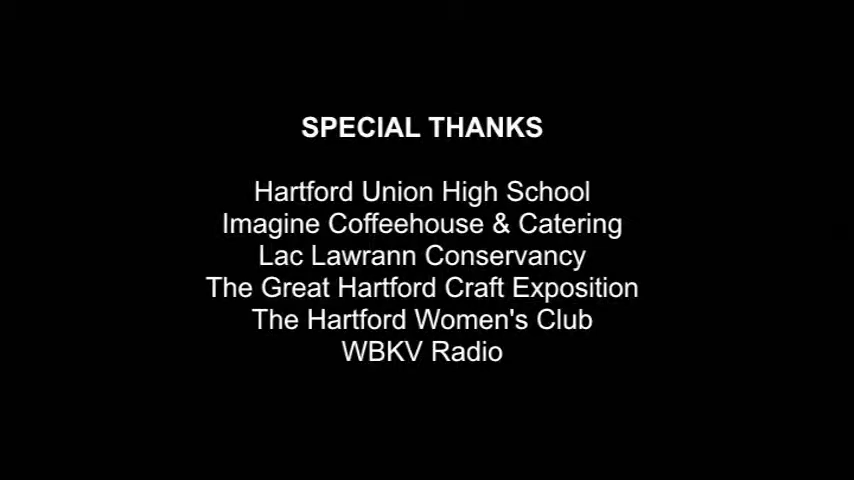 SPECIAL THANKS
Hartford Union High School
Imagine Coffeehouse & Catering
Lac Lawrann Conservancy
The Great Hartford Craft Exposition
The Hartford Women's Club
WBKV Radio